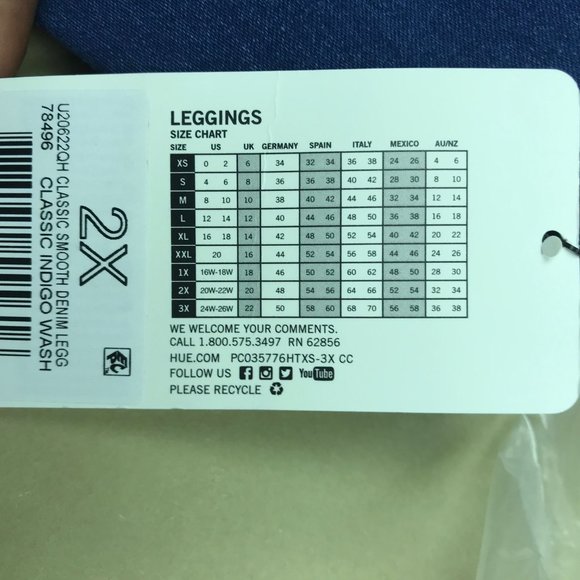 LEGGINGS
SIZE CHART
SIZE US UK GERMANY SPAIN ITALY MEXICO AU/NZ
XS 0 2 6 34 32 34 36 38 24 26 4 6
S 4 6 8 36 36 38 40 42 28 30 8 10
M 8 10 10 38 40 42 44 46 32 34 12 14
L 12 14 12 40 44 46 48 50 36 38 16 18
XL 16 18 14 42 48 50 52 54 40 42 20 22
XXL 20 16 44 52 54 56 58 44 46 24 26
1X 16W-18W 18 46 50 52 60 62 48 50 28 30
2X 20W-22W 20 48 54 56 64 66 52 54 32 34
3X 24W-26W 22 50 58 60 68 70 56 58 36 38
WE WELCOME YOUR COMMENTS.
CALL 1.800.575.3497 RN 62856
HUE.COM PC035776HTXS-3X CC
FOLLOW US You Tube
PLEASE RECYCLE
2X
U20622QH CLASSIC SMOOTH DENIM LEGG
78496 CLASSIC INDIGO WASH